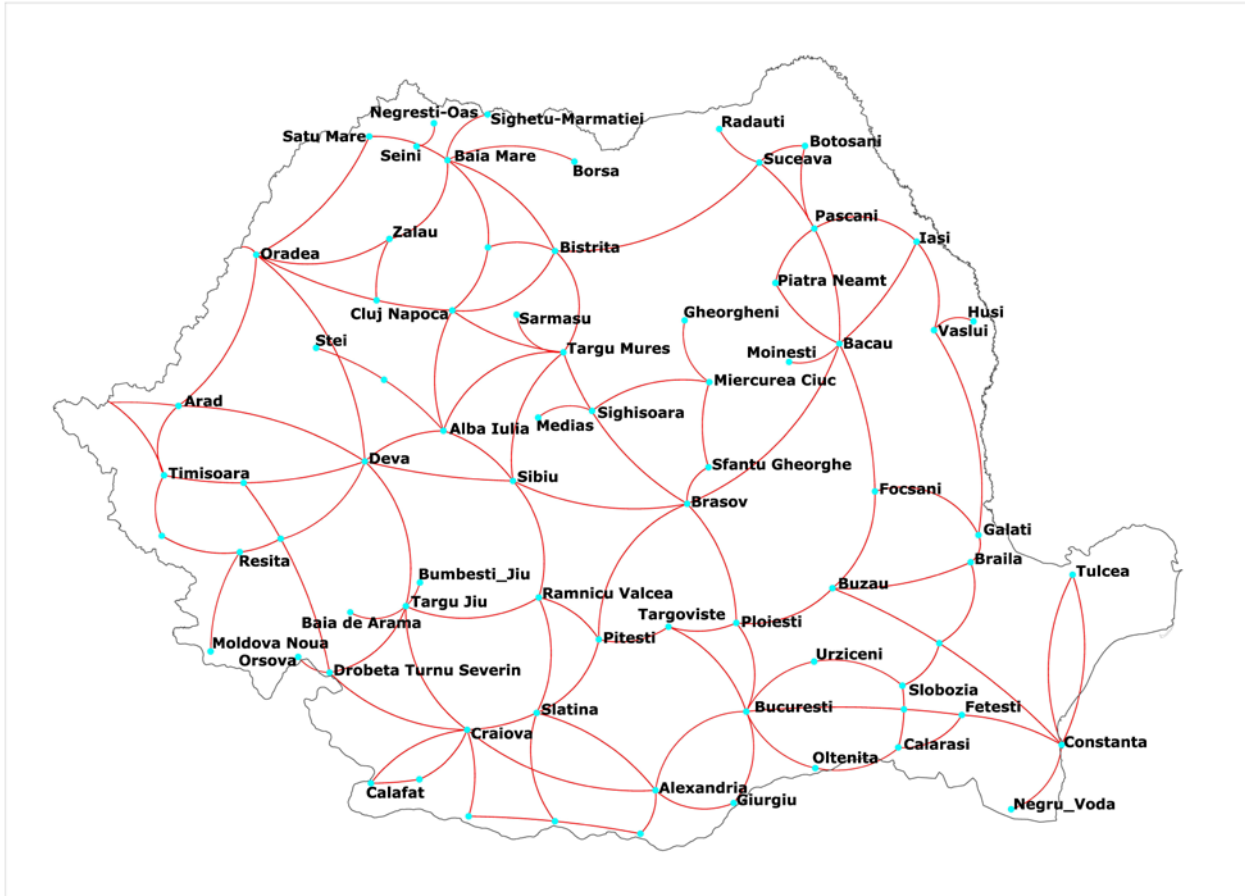 Negresti-Oas
Sighetu-Marmatiei
Satu Mare
Seini
Baia Mare
Borsa
Radauti
Botosani
Suceava
Pascani
Iasi
Zalau
Oradea
Bistrita
Piatra Neamt
Husi
Vaslui
Cluj Napoca
Sarmasu
Gheorgheni
Stei
Targu Mures
Moinesti
Bacau
Miercurea Ciuc
Arad
Medias
Sighisoara
Alba Iulia
Deva
Timisoara
Sibiu
Sfantu Gheorghe
Brasov
Focsani
Galati
Braila
Resita
Tulcea
Bumbesti_Jiu
Buzau
Ramnicu Valcea
Targu Jiu
Baia de Arama
Targoviste
Ploiesti
Pitesti
Moldova Noua
Orsova
Urziceni
Drobeta Turnu Severin
Slobozia
Slatina
Bucuresti
Fetesti
Craiova
Calarasi
Constanta
Oltenita
Calafat
Alexandria
Giurgiu
Negru_Voda